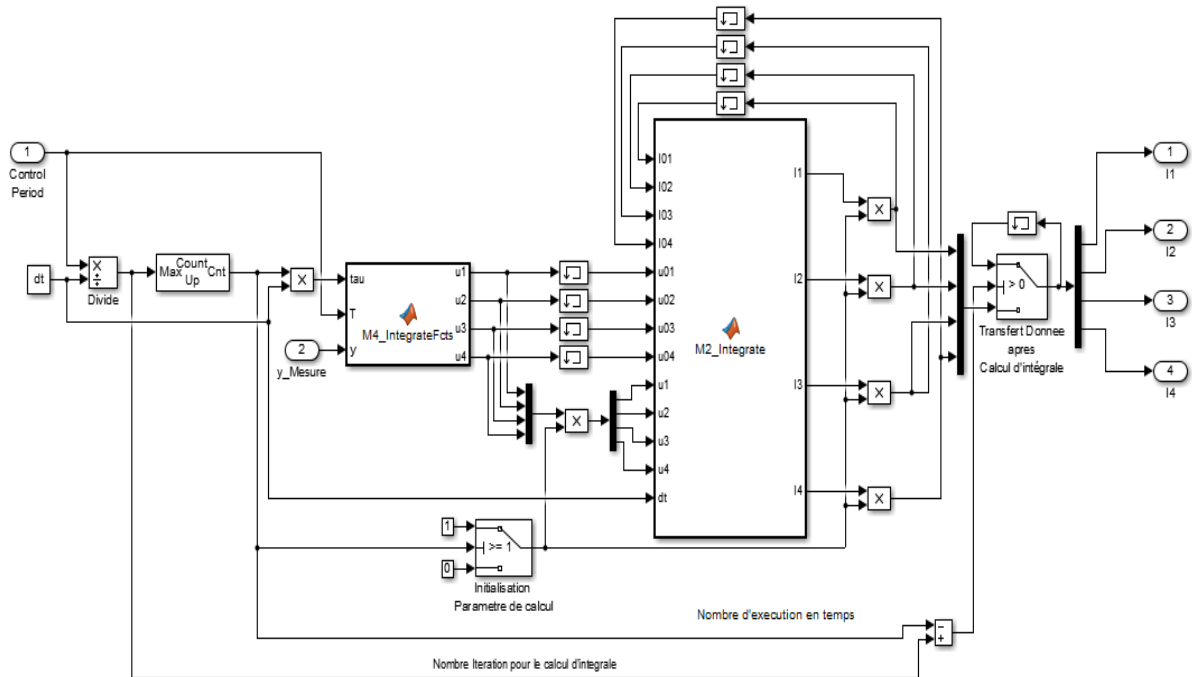 1
Control
Period
dt
×
÷
Divide
Count
Max Cnt
Up
×
2
y_Mesure
tau
T
y
M4_IntegrateFcts
u1
u2
u3
u4
×
1
>= 1
0
Initialisation
Parametre de calcul
I01
I02
I03
I04
u01
u02
u03
u04
u1
u2
u3
u4
dt
M2_Integrate
I1
I2
I3
I4
×
×
×
×
> 0
Transfert Donnee
apres
Calcul d'intégrale
1
I1
2
I2
3
I3
4
I4
Nombre d'execution en temps
−
+
Nombre Iteration pour le calcul d'integrale